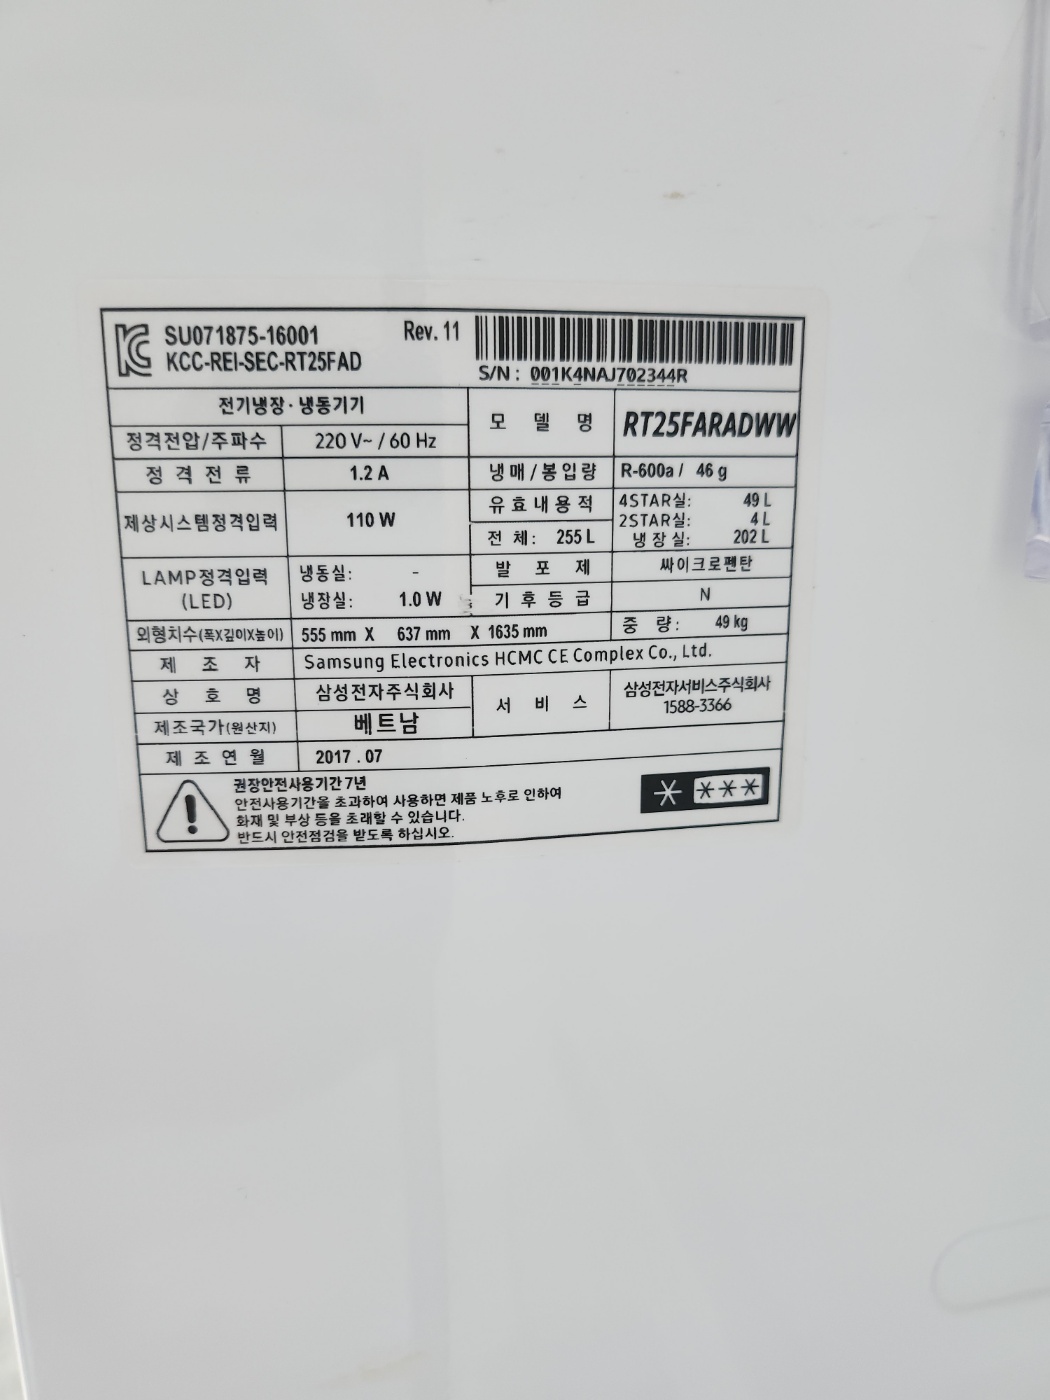 SU071875-16001 Rev. 11
KCC-REI-SEC-RT25FAD
S/N : 001K4NAJ702344R
전기냉장·냉동기기
모 델 명 RT25FARADWW
정격전압/주파수 220 V~ / 60 Hz
정 격 전 류 1.2 A
냉매/봉입량 R-600a / 46 g
제상시스템정격입력 110 W
유효내용적 4STAR실: 49 L
2STAR실: 4 L
전 체: 255 L 냉장실: 202 L
LAMP정격입력
(LED)
냉동실: -
냉장실: 1.0 W
발 포 제 싸이크로펜탄
기후등급 N
외형치수(폭X깊이X높이) 555 mm X 637 mm X 1635 mm
중 량: 49 kg
제 조 자 Samsung Electronics HCMC CE Complex Co., Ltd.
상 호 명 삼성전자주식회사
서 비 스 삼성전자서비스주식회사
1588-3366
제조국가(원산지) 베트남
제 조 연 월 2017 . 07
권장안전사용기간 7년
안전사용기간을 초과하여 사용하면 제품 노후로 인하여
화재 및 부상 등을 초래할 수 있습니다.
반드시 안전점검을 받도록 하십시오.